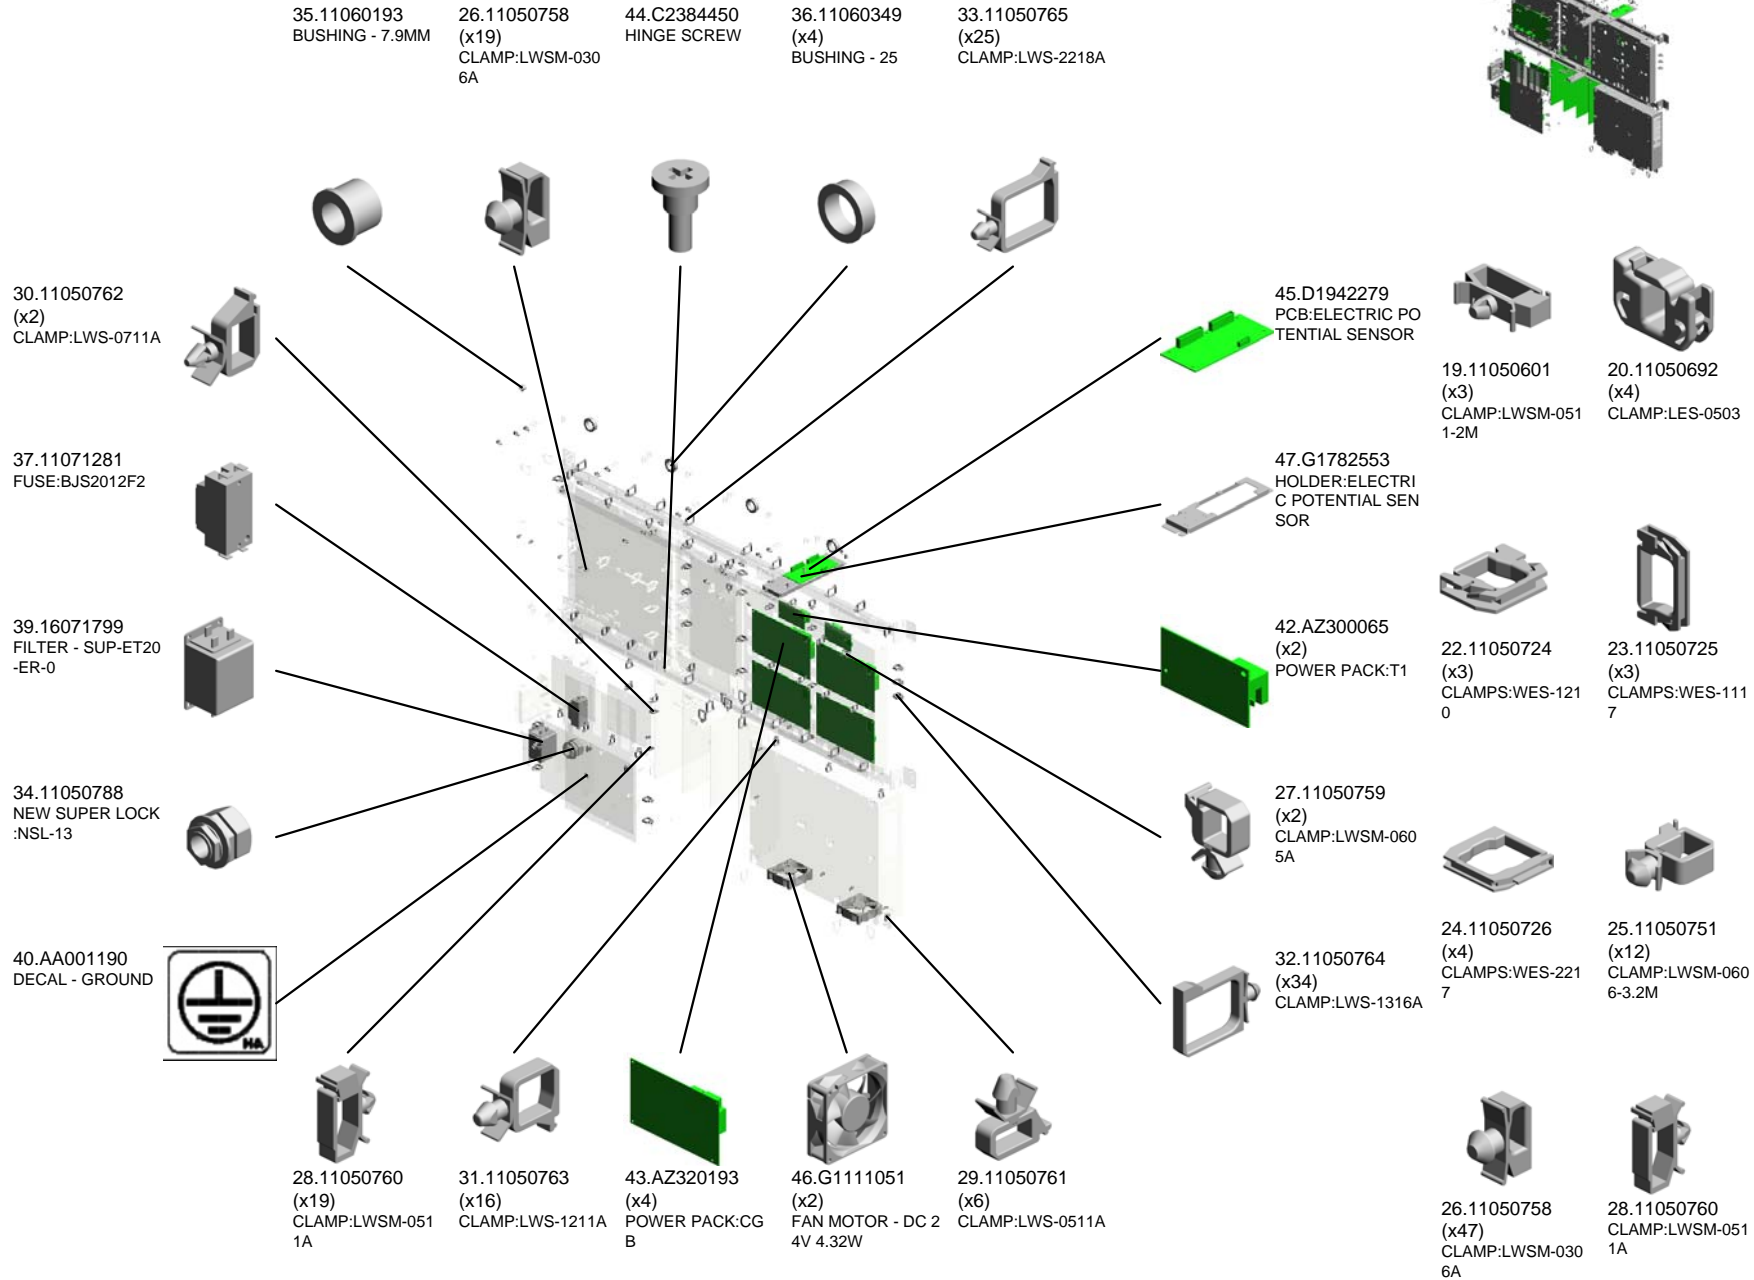 35.11060193
BUSHING - 7.9MM
26.11050758
(x19)
CLAMP:LWSM-030
6A
44.C2384450
HINGE SCREW
36.11060349
(x4)
BUSHING - 25
33.11050765
(x25)
CLAMP:LWS-2218A
30.11050762
(x2)
CLAMP:LWS-0711A
37.11071281
FUSE:BJS2012F2
39.16071799
FILTER - SUP-ET20
-ER-0
34.11050788
NEW SUPER LOCK
:NSL-13
40.AA001190
DECAL - GROUND
HA
45.D1942279
PCB:ELECTRIC PO
TENTIAL SENSOR
47.G1782553
HOLDER:ELECTRI
C POTENTIAL SEN
SOR
42.AZ300065
(x2)
POWER PACK:T1
27.11050759
(x2)
CLAMP:LWSM-060
5A
32.11050764
(x34)
CLAMP:LWS-1316A
19.11050601
(x3)
CLAMP:LWSM-051
1-2M
20.11050692
(x4)
CLAMP:LES-0503
22.11050724
(x3)
CLAMPS:WES-121
0
23.11050725
(x3)
CLAMPS:WES-111
7
24.11050726
(x4)
CLAMPS:WES-221
7
25.11050751
(x12)
CLAMP:LWSM-060
6-3.2M
28.11050760
(x19)
CLAMP:LWSM-051
1A
31.11050763
(x16)
CLAMP:LWS-1211A
43.AZ320193
(x4)
POWER PACK:CG
B
46.G1111051
(x2)
FAN MOTOR - DC 2
4V 4.32W
29.11050761
(x6)
CLAMP:LWS-0511A
26.11050758
(x47)
CLAMP:LWSM-030
6A
28.11050760
CLAMP:LWSM-051
1A